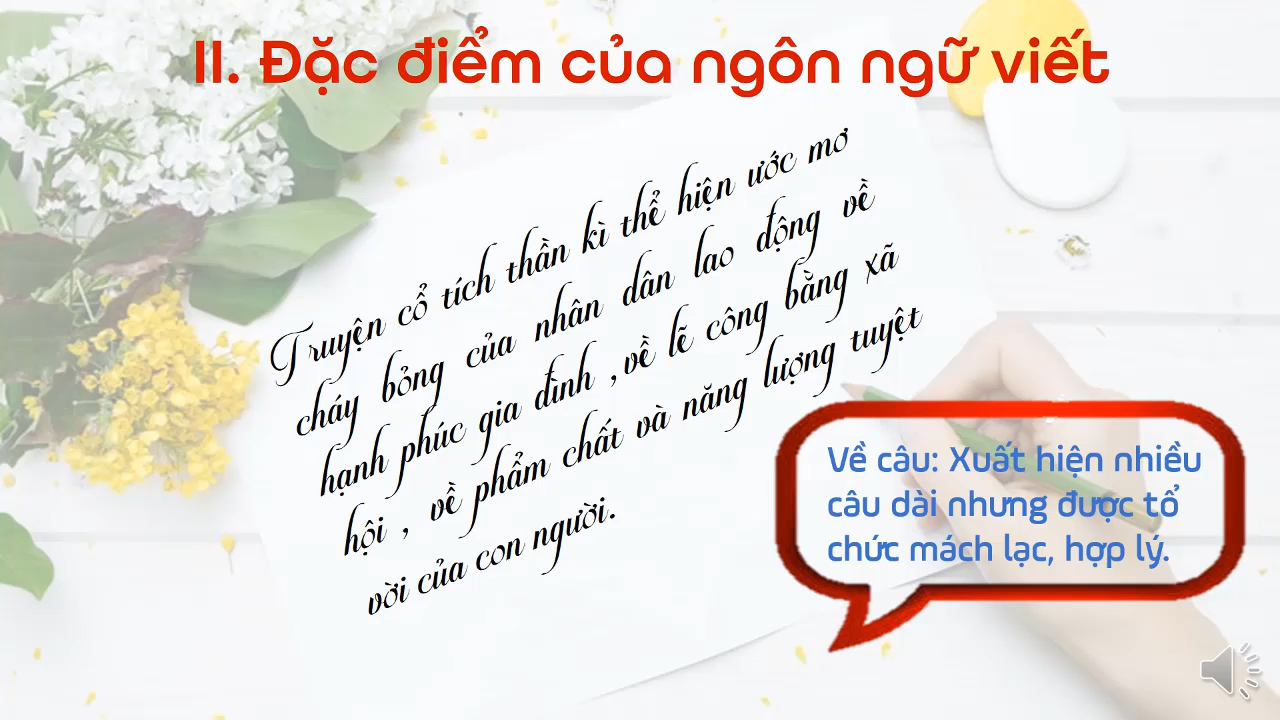 II. Đặc điểm của ngôn ngữ viết
Truyện cổ tích thần kì thể hiện ước mơ
cháy bỏng của nhân dân lao động về
hạnh phúc gia đình , về lẽ công bằng xã
hội , về phẩm chất và năng lượng tuyệt
vời của con người.
Về câu: Xuất hiện nhiều
câu dài nhưng được tổ
chức mách lạc, hợp lý.